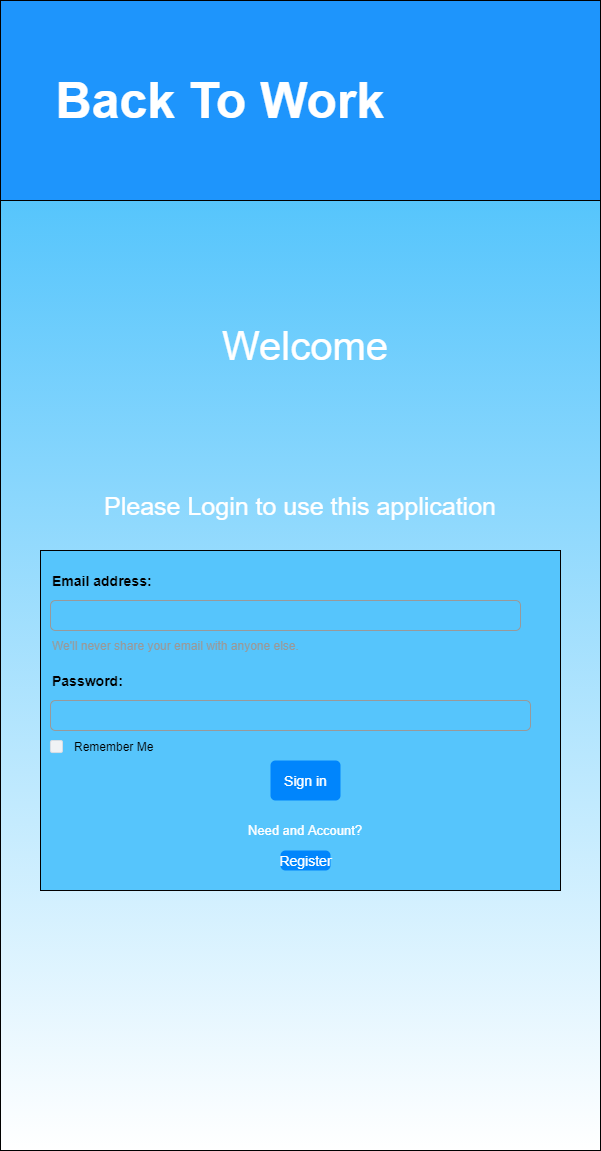 Back To Work
Welcome
Please Login to use this application
Email address:
We'll never share your email with anyone else.
Password:
Remember Me
Sign in
Need and Account?
Register